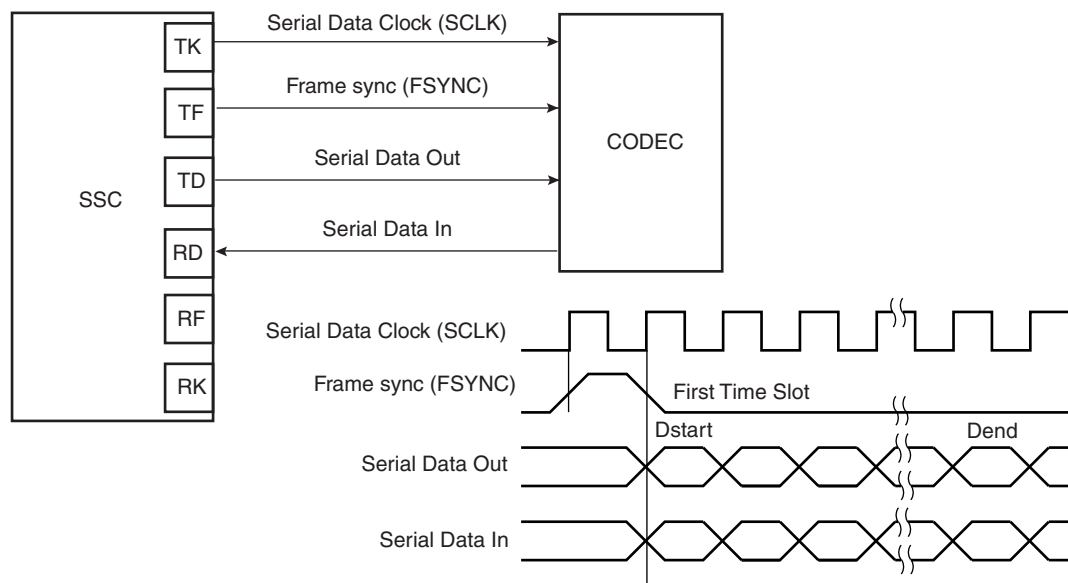 Serial Data Clock (SCLK)
TK
Frame sync (FSYNC)
TF
CODEC
Serial Data Out
TD
SSC
Serial Data In
RD
RF
Serial Data Clock (SCLK)
RK
Frame sync (FSYNC)
First Time Slot
Dstart
Dend
Serial Data Out
Serial Data In